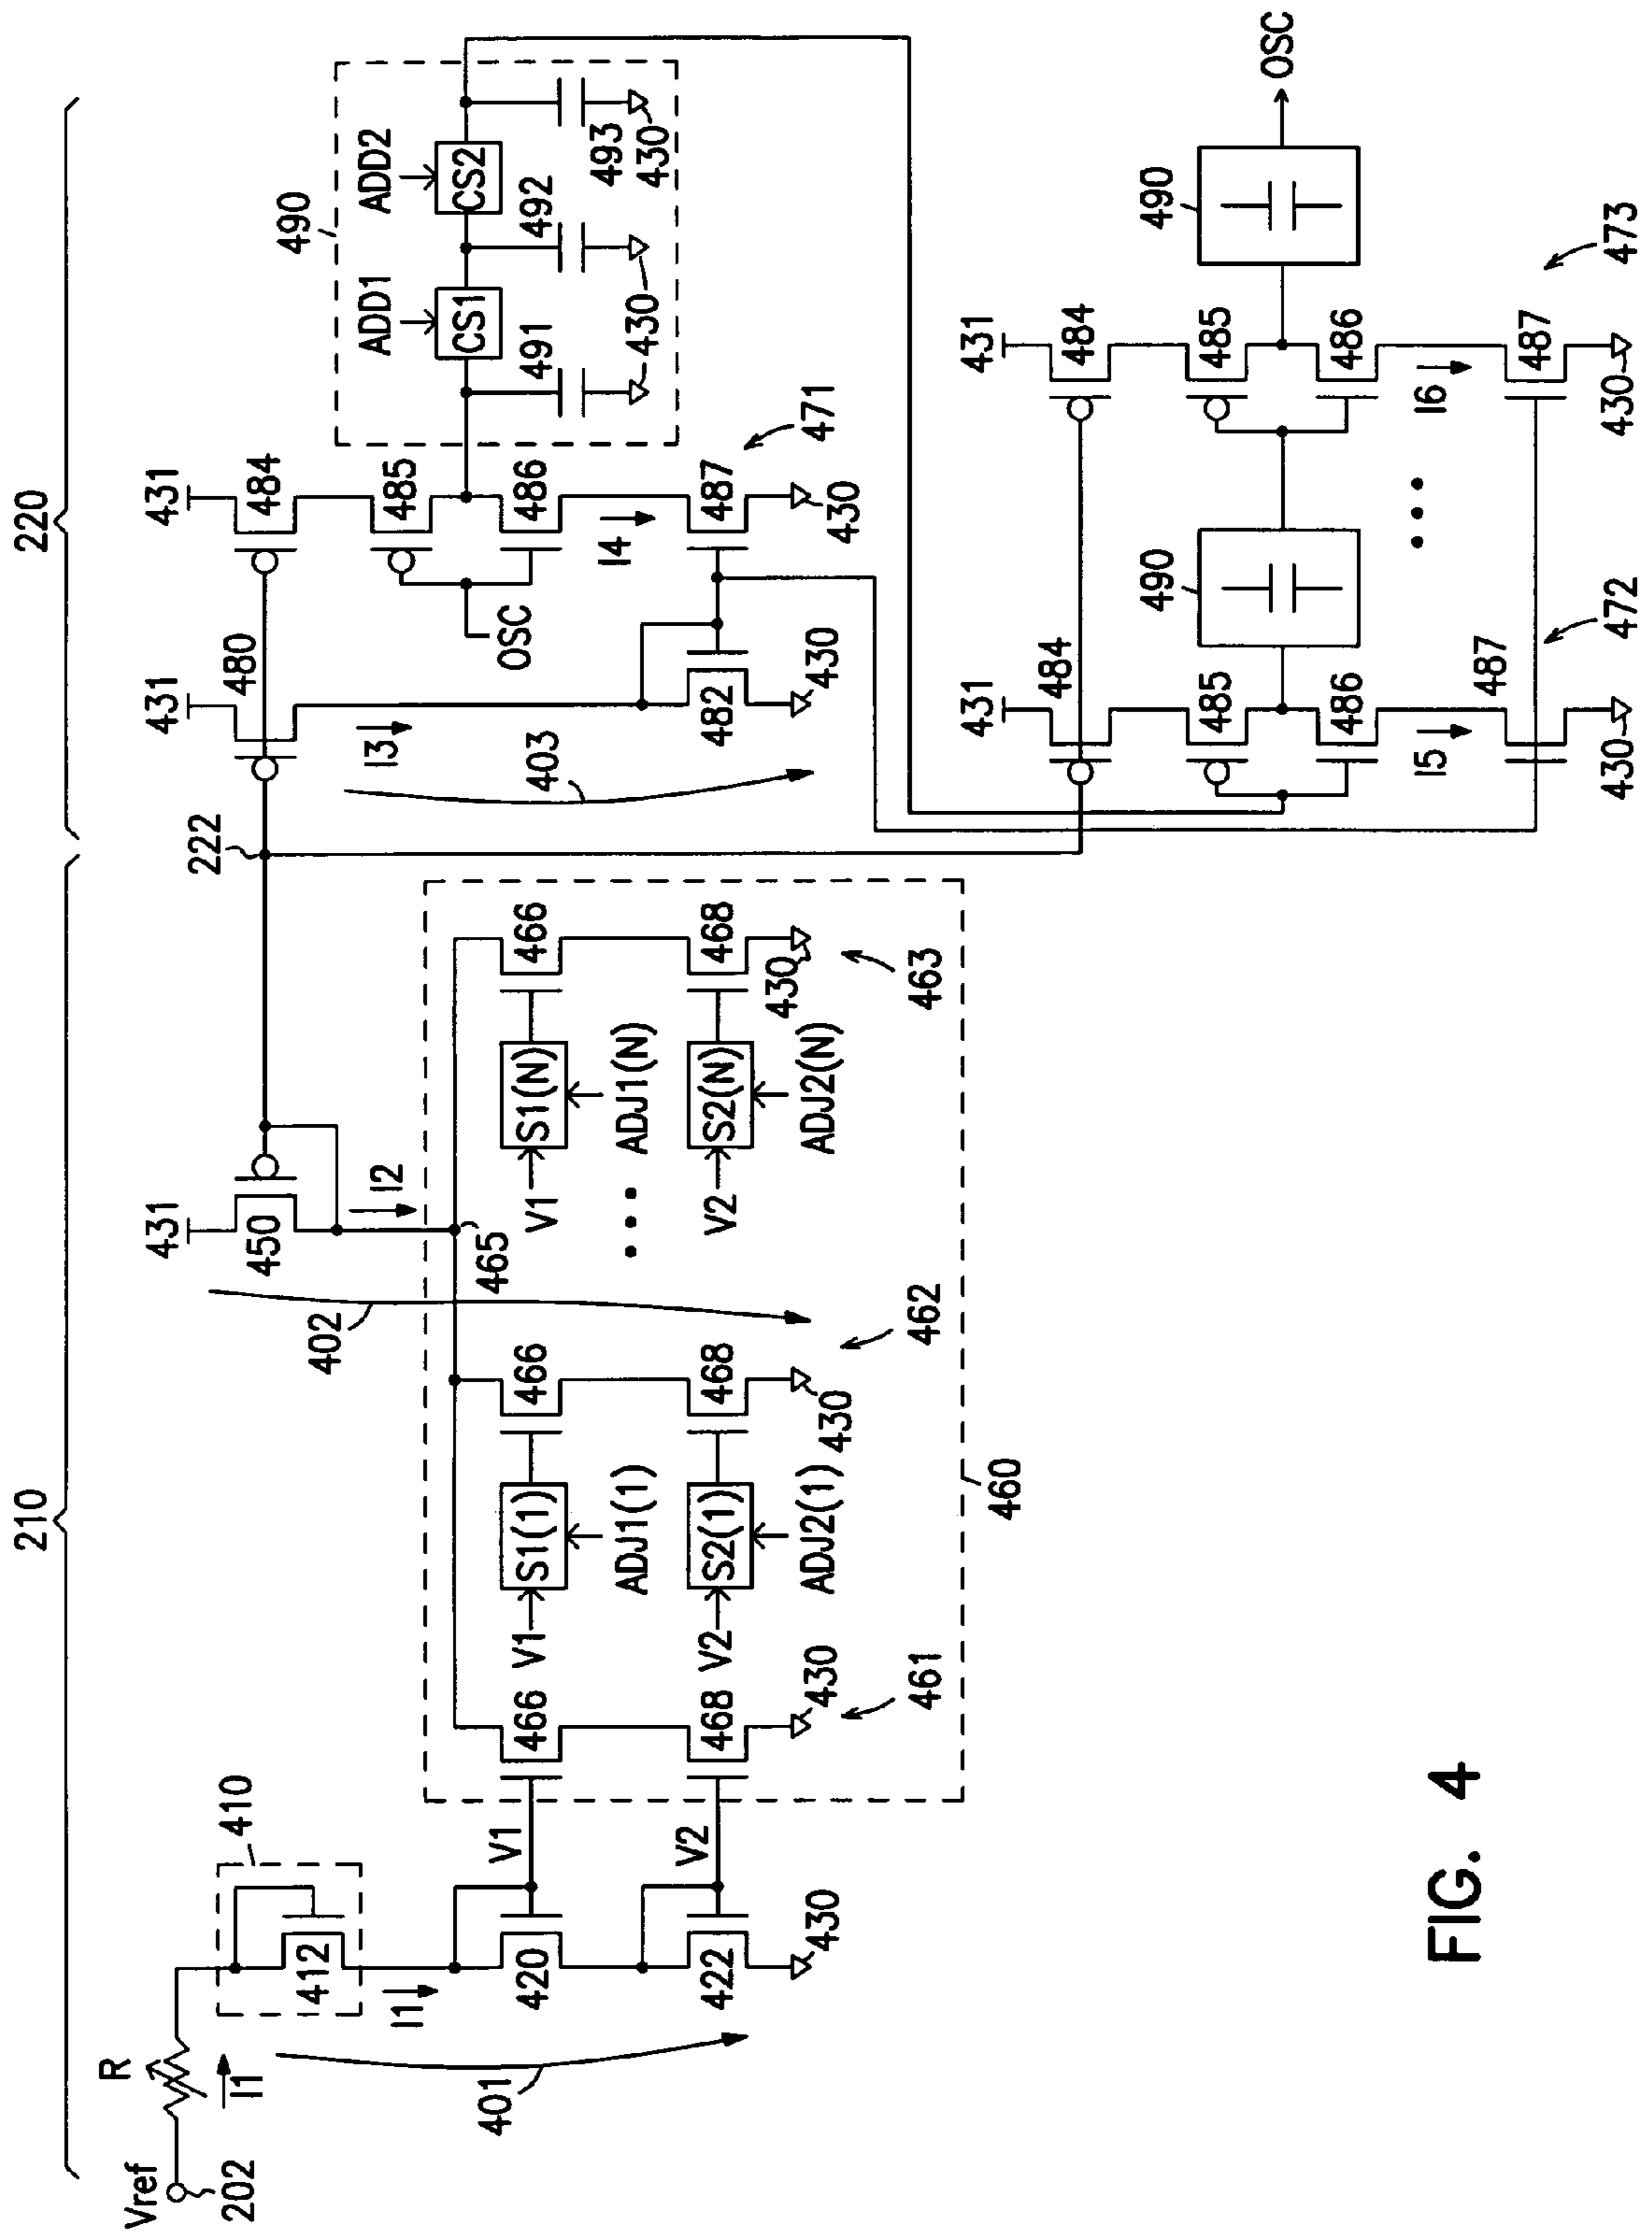 210
220
Vref
202
R
I1
410
412
I1
401
420
422
430
V1
V2
431
450
I2
402
465
222
460
466
468
430
461
V1
S1(1)
ADJ1(1)
V2
S2(1)
ADJ2(1)
466
468
430
462
V1
S1(N)
ADJ1(N)
V2
S2(N)
ADJ2(N)
466
468
430
463
431
480
I3
403
482
430
431
484
485
OSC
486
I4
487
430
471
490
ADD1
CS1
491
ADD2
CS2
492
493
430
430
431
484
485
486
I5
487
430
472
490
431
484
485
486
I6
487
430
473
490
OSC
FIG. 4